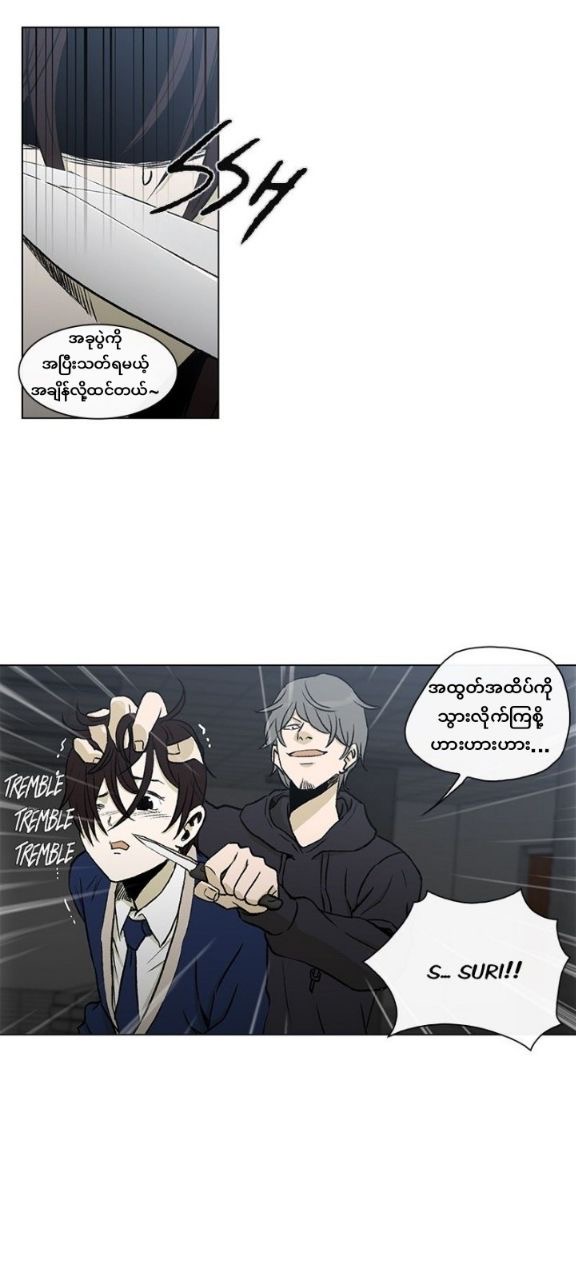 SSH
အခုပွဲကို
အပြီးသတ်ရမယ့်
အချိန်လို့ထင်တယ်~
အထွတ်အထိပ်ကို
သွားလိုက်ကြစို့
ဟားဟားဟား...
TREMBLE
TREMBLE
TREMBLE
S... SURI!!